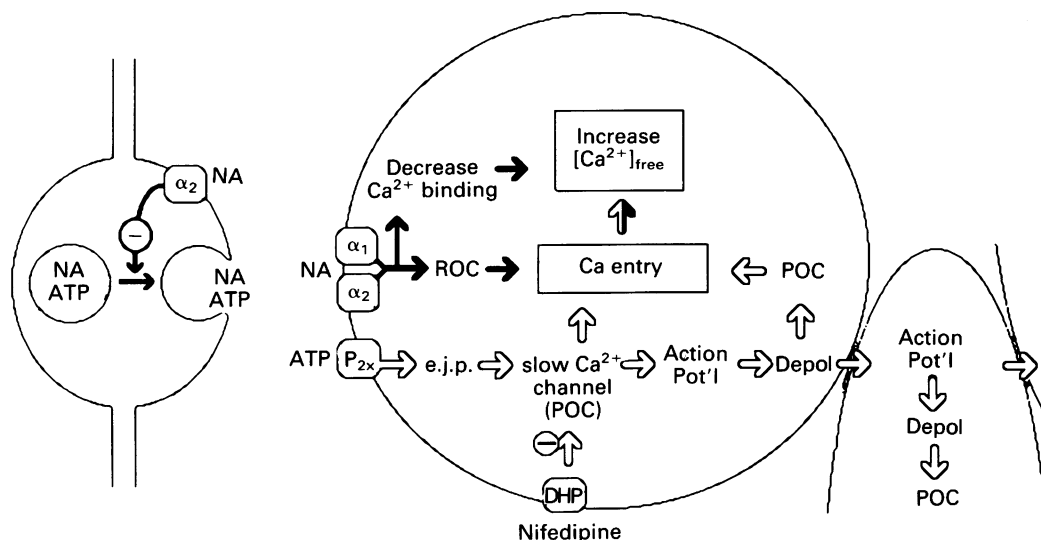 α2 NA
−
NA
ATP
NA
ATP
Increase
[Ca2+]free
Decrease
Ca2+ binding
α1
NA
α2
ROC
Ca entry
POC
ATP
P2x
e.j.p.
slow Ca2+
channel
(POC)
Action
Pot'l
Depol
−
DHP
Nifedipine
Action
Pot'l
Depol
POC